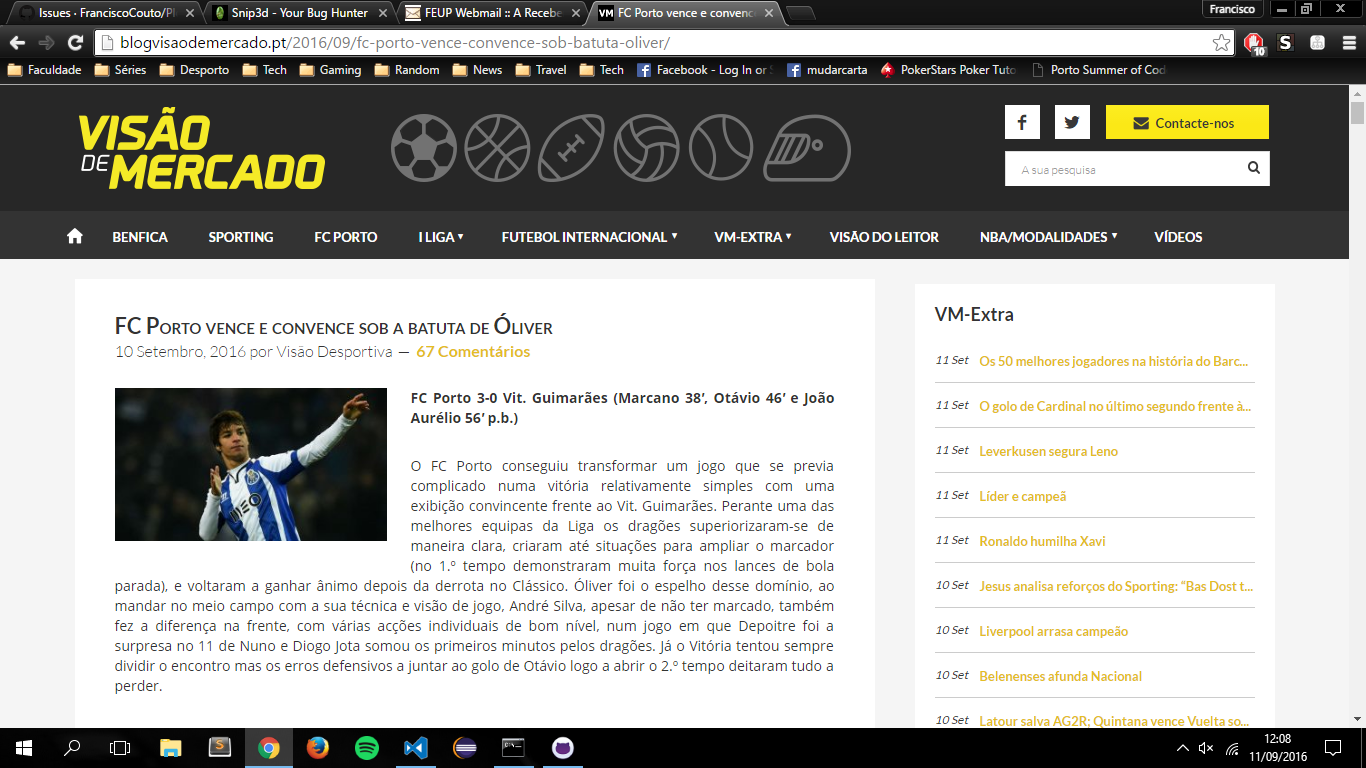 Issues · FranciscoCouto/Pl
Snip3d - Your Bug Hunter
FEUP Webmail :: A Recebe
FC Porto vence e convenc
Francisco
blogvisaodemercado.pt/2016/09/fc-porto-vence-convence-sob-batuta-oliver/
10
Faculdade
Séries
Desporto
Tech
Gaming
Random
News
Travel
Tech
Facebook - Log In or S
mudarcarta
PokerStars Poker Tuto
Porto Summer of Cod
VISÃO
DE MERCADO
Contacte-nos
A sua pesquisa
BENFICA
SPORTING
FC PORTO
I LIGA
FUTEBOL INTERNACIONAL
VM-EXTRA
VISÃO DO LEITOR
NBA/MODALIDADES
VÍDEOS
FC Porto vence e convence sob a batuta de Óliver
10 Setembro, 2016 por Visão Desportiva — 67 Comentários
meo
FC Porto 3-0 Vit. Guimarães (Marcano 38′, Otávio 46′ e João
Aurélio 56′ p.b.)
O FC Porto conseguiu transformar um jogo que se previa
complicado numa vitória relativamente simples com uma
exibição convincente frente ao Vit. Guimarães. Perante uma das
melhores equipas da Liga os dragões superiorizaram-se de
maneira clara, criaram até situações para ampliar o marcador
(no 1.º tempo demonstraram muita força nos lances de bola
parada), e voltaram a ganhar ânimo depois da derrota no Clássico. Óliver foi o espelho desse domínio, ao
mandar no meio campo com a sua técnica e visão de jogo, André Silva, apesar de não ter marcado, também
fez a diferença na frente, com várias acções individuais de bom nível, num jogo em que Depoitre foi a
surpresa no 11 de Nuno e Diogo Jota somou os primeiros minutos pelos dragões. Já o Vitória tentou sempre
dividir o encontro mas os erros defensivos a juntar ao golo de Otávio logo a abrir o 2.º tempo deitaram tudo a
perder.
VM-Extra
11 Set Os 50 melhores jogadores na história do Barc...
11 Set O golo de Cardinal no último segundo frente à...
11 Set Leverkusen segura Leno
11 Set Líder e campeã
11 Set Ronaldo humilha Xavi
10 Set Jesus analisa reforços do Sporting: “Bas Dost t...
10 Set Liverpool arrasa campeão
10 Set Belenenses afunda Nacional
10 Set Latour salva AG2R; Quintana vence Vuelta so...
12:08
11/09/2016